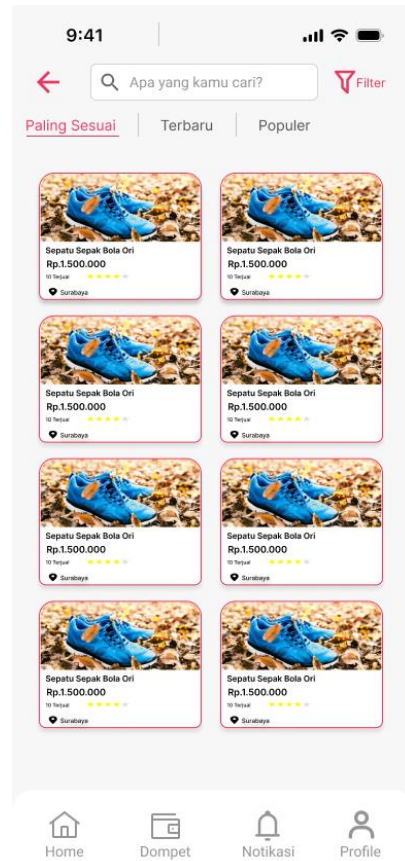 9:41
Apa yang kamu cari?
Filter
Paling Sesuai
Terbaru
Populer
Sepatu Sepak Bola Ori
Rp.1.500.000
10 Terjual
Surabaya
Sepatu Sepak Bola Ori
Rp.1.500.000
10 Terjual
Surabaya
Sepatu Sepak Bola Ori
Rp.1.500.000
10 Terjual
Surabaya
Sepatu Sepak Bola Ori
Rp.1.500.000
10 Terjual
Surabaya
Sepatu Sepak Bola Ori
Rp.1.500.000
10 Terjual
Surabaya
Sepatu Sepak Bola Ori
Rp.1.500.000
10 Terjual
Surabaya
Sepatu Sepak Bola Ori
Rp.1.500.000
10 Terjual
Surabaya
Sepatu Sepak Bola Ori
Rp.1.500.000
10 Terjual
Surabaya
Home
Dompet
Notikasi
Profile